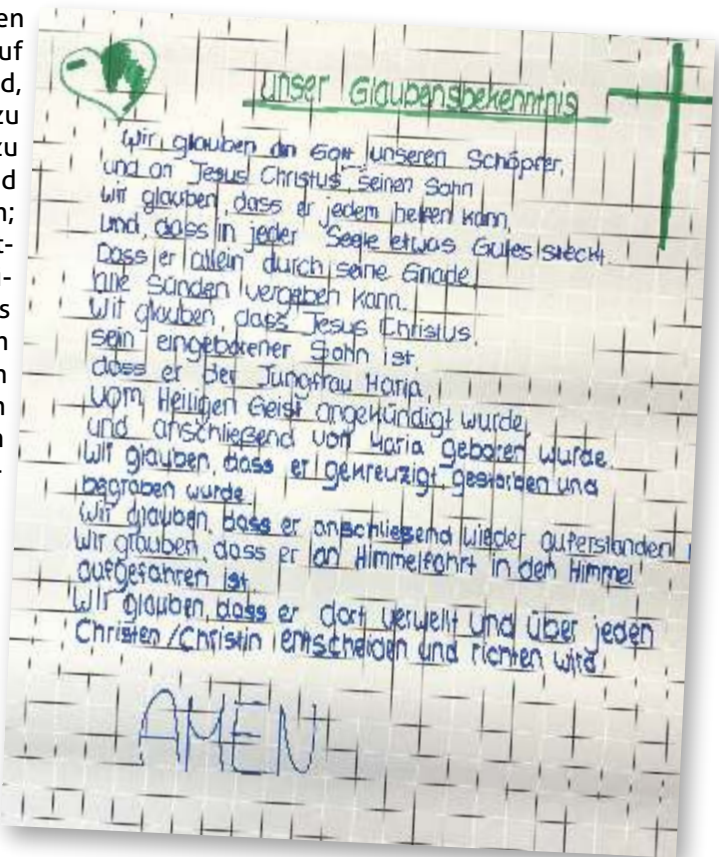 en
uf
d,
zu
zu
d
n;
t-
u-
s
n
n
n
n
unser Glaubensbekenntnis
Wir glauben an Gott, unseren Schöpfer,
und an Jesus Christus, seinen Sohn
wir glauben, dass er jedem helfen kann,
und, dass in jeder Seele etwas Gutes steckt.
Dass er allein durch seine Gnade
alle Sünden vergeben kann.
Wir glauben, dass Jesus Christus,
sein eingeborener Sohn ist,
dass er der Jungfrau Maria,
vom Heiligen Geist angekündigt wurde,
und anschließend von Maria geboren wurde.
Wir glauben, dass er gekreuzigt, gestorben und
begraben wurde.
Wir glauben, dass er anschliesend wieder auferstanden
Wir glauben, dass er an Himmelfahrt in den Himmel
aufgefahren ist.
Wir glauben, dass er dort verweilt und über jeden
Christen/Christin entscheiden und richten wird.
AMEN